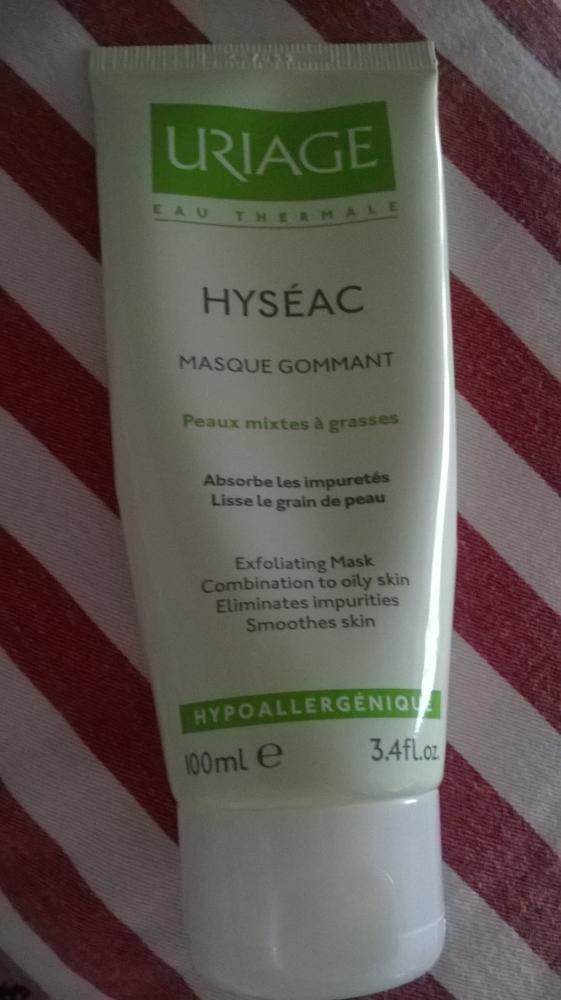 URIAGE
EAU THERMALE
HYSÉAC
MASQUE GOMMANT
Peaux mixtes à grasses
Absorbe les impuretés
Lisse le grain de peau
Exfoliating Mask
Combination to oily skin
Eliminates impurities
Smoothes skin
HYPOALLERGÉNIQUE
100ml e 3.4fl.oz